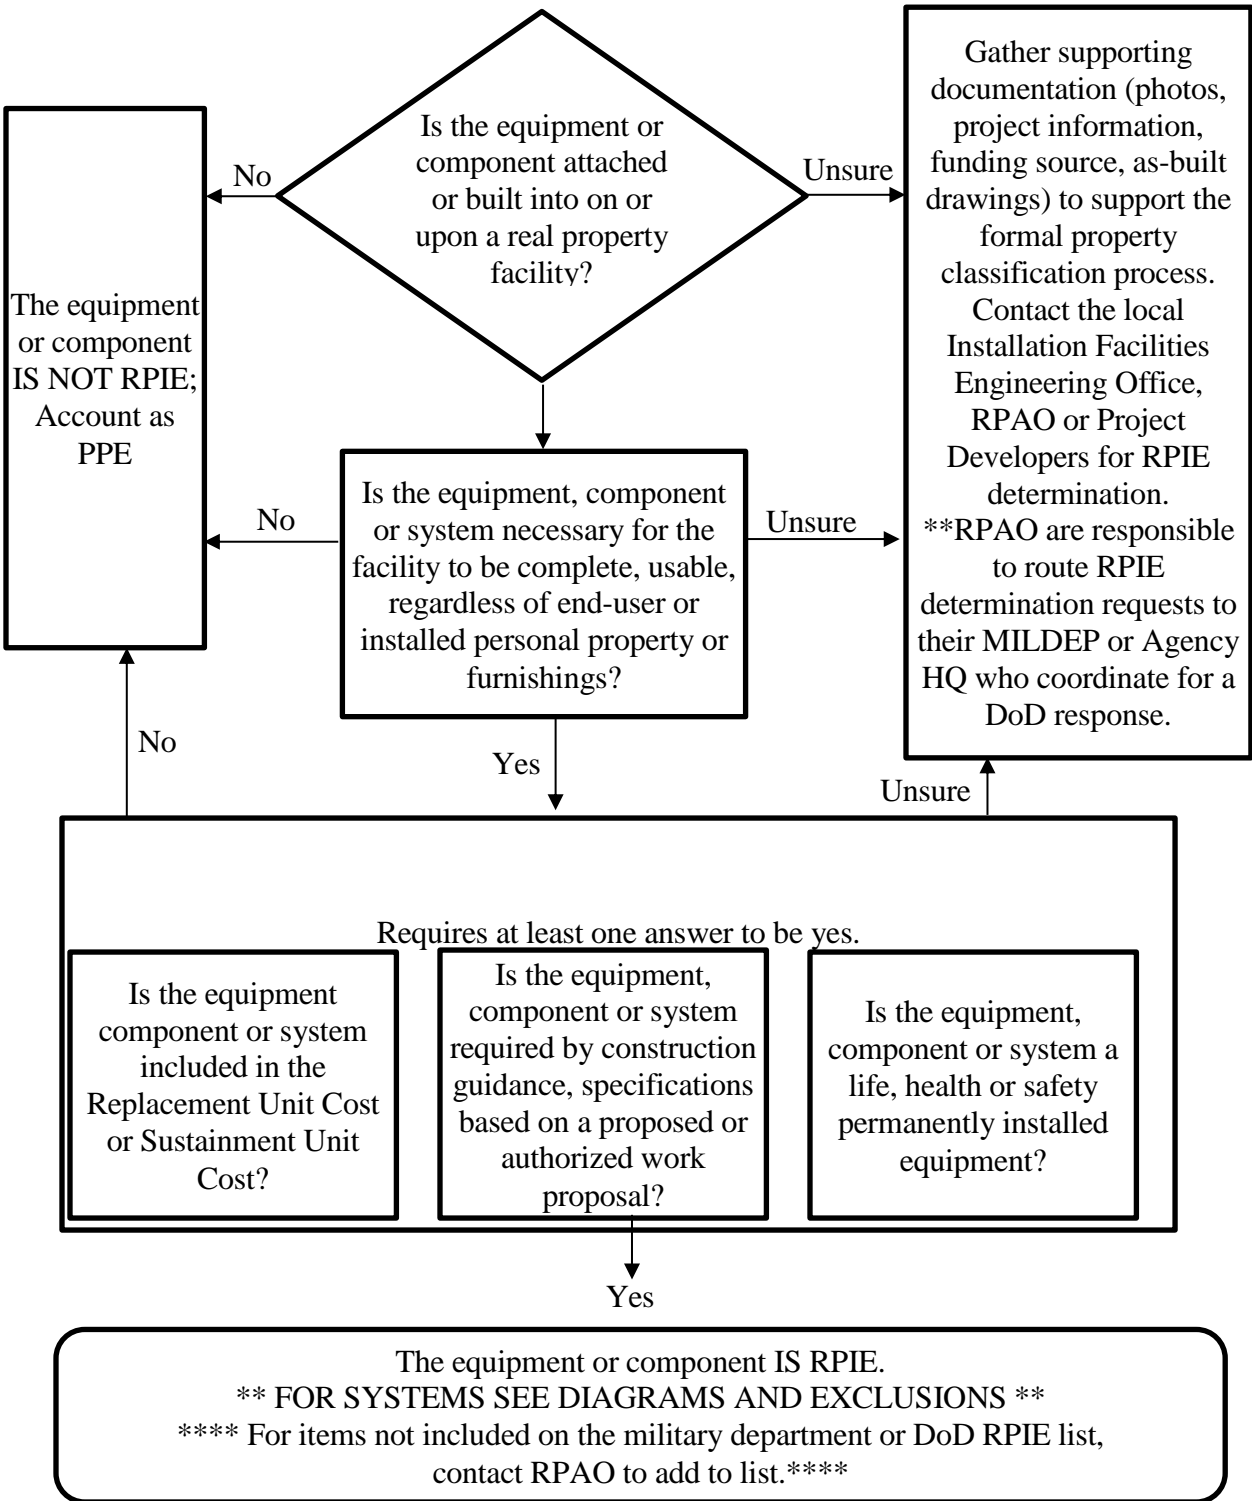 Is the equipment or
component attached
or built into on or
upon a real property
facility?
No
Unsure
The equipment
or component
IS NOT RPIE;
Account as
PPE
Gather supporting
documentation (photos,
project information,
funding source, as-built
drawings) to support the
formal property
classification process.
Contact the local
Installation Facilities
Engineering Office,
RPAO or Project
Developers for RPIE
determination.
**RPAO are responsible
to route RPIE
determination requests to
their MILDEP or Agency
HQ who coordinate for a
DoD response.
Is the equipment, component
or system necessary for the
facility to be complete, usable,
regardless of end-user or
installed personal property or
furnishings?
No
Unsure
No
Yes
Unsure
Requires at least one answer to be yes.
Is the equipment
component or system
included in the
Replacement Unit Cost
or Sustainment Unit
Cost?
Is the equipment,
component or system
required by construction
guidance, specifications
based on a proposed or
authorized work
proposal?
Is the equipment,
component or system a
life, health or safety
permanently installed
equipment?
Yes
The equipment or component IS RPIE.
** FOR SYSTEMS SEE DIAGRAMS AND EXCLUSIONS **
**** For items not included on the military department or DoD RPIE list,
contact RPAO to add to list.****